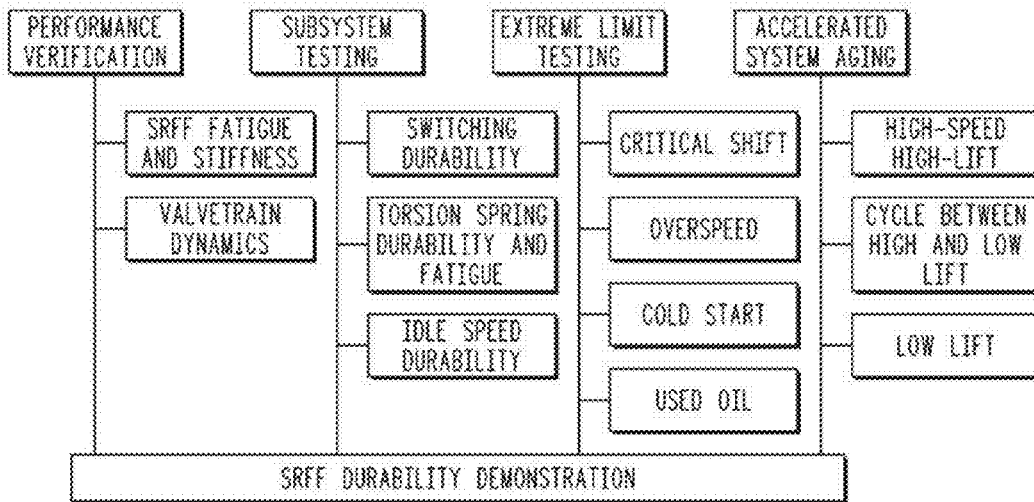 PERFORMANCE
VERIFICATION
SRFF FATIGUE
AND STIFFNESS
VALVETRAIN
DYNAMICS
SUBSYSTEM
TESTING
SWITCHING
DURABILITY
TORSION SPRING
DURABILITY AND
FATIGUE
IDLE SPEED
DURABILITY
EXTREME LIMIT
TESTING
CRITICAL SHIFT
OVERSPEED
COLD START
USED OIL
ACCELERATED
SYSTEM AGING
HIGH-SPEED
HIGH-LIFT
CYCLE BETWEEN
HIGH AND LOW
LIFT
LOW LIFT
SRFF DURABILITY DEMONSTRATION